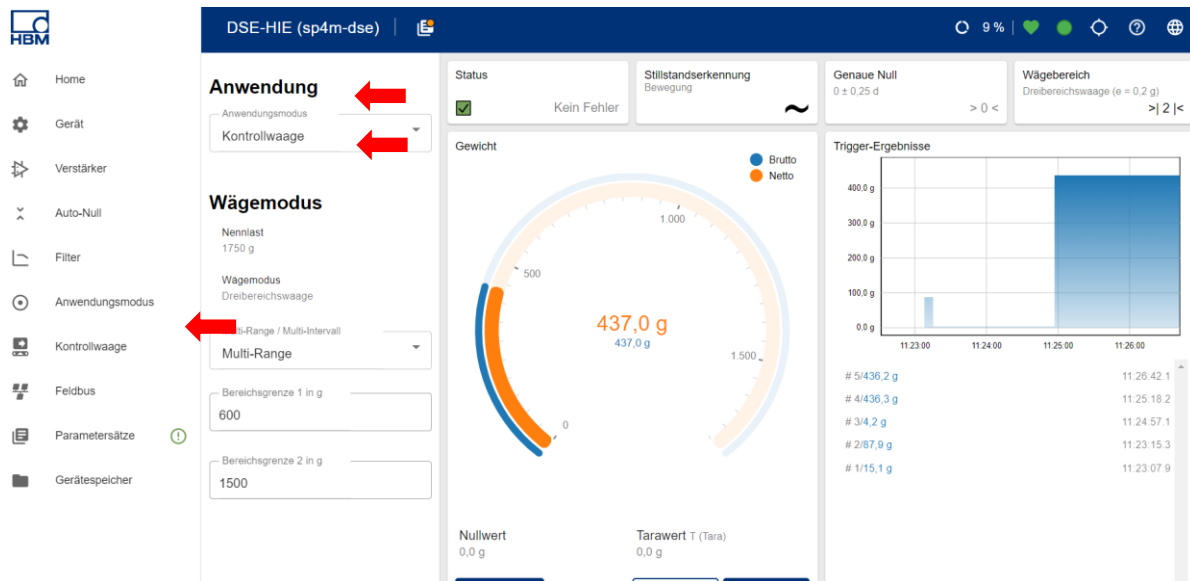 HBM
DSE-HIE (sp4m-dse)
9 %
Home
Gerät
Verstärker
Auto-Null
Filter
Anwendungsmodus
Kontrollwaage
Feldbus
Parametersätze
Gerätespeicher
Anwendung
Anwendungsmodus
Kontrollwaage
Wägemodus
Nennlast
1750 g
Wägemodus
Dreibereichswaage
-Range / Multi-Intervall
Multi-Range
Bereichsgrenze 1 in g
600
Bereichsgrenze 2 in g
1500
Status
Kein Fehler
Stillstandserkennung
Bewegung
~
Genaue Null
0 ± 0,25 d
> 0 <
Wägebereich
Dreibereichswaage (e = 0,2 g)
>| 2 |<
Gewicht
Brutto
Netto
0
500
1.000
1.500
437,0 g
437,0 g
Nullwert
0,0 g
Tarawert T (Tara)
0,0 g
Trigger-Ergebnisse
400,0 g
300,0 g
200,0 g
100,0 g
0,0 g
11:23:00 11:24:00 11:25:00 11:26:00
# 5/436,2 g 11:26:42.1
# 4/436,3 g 11:25:18.2
# 3/4,2 g 11:24:57.1
# 2/87,9 g 11:23:15.3
# 1/15,1 g 11:23:07.9